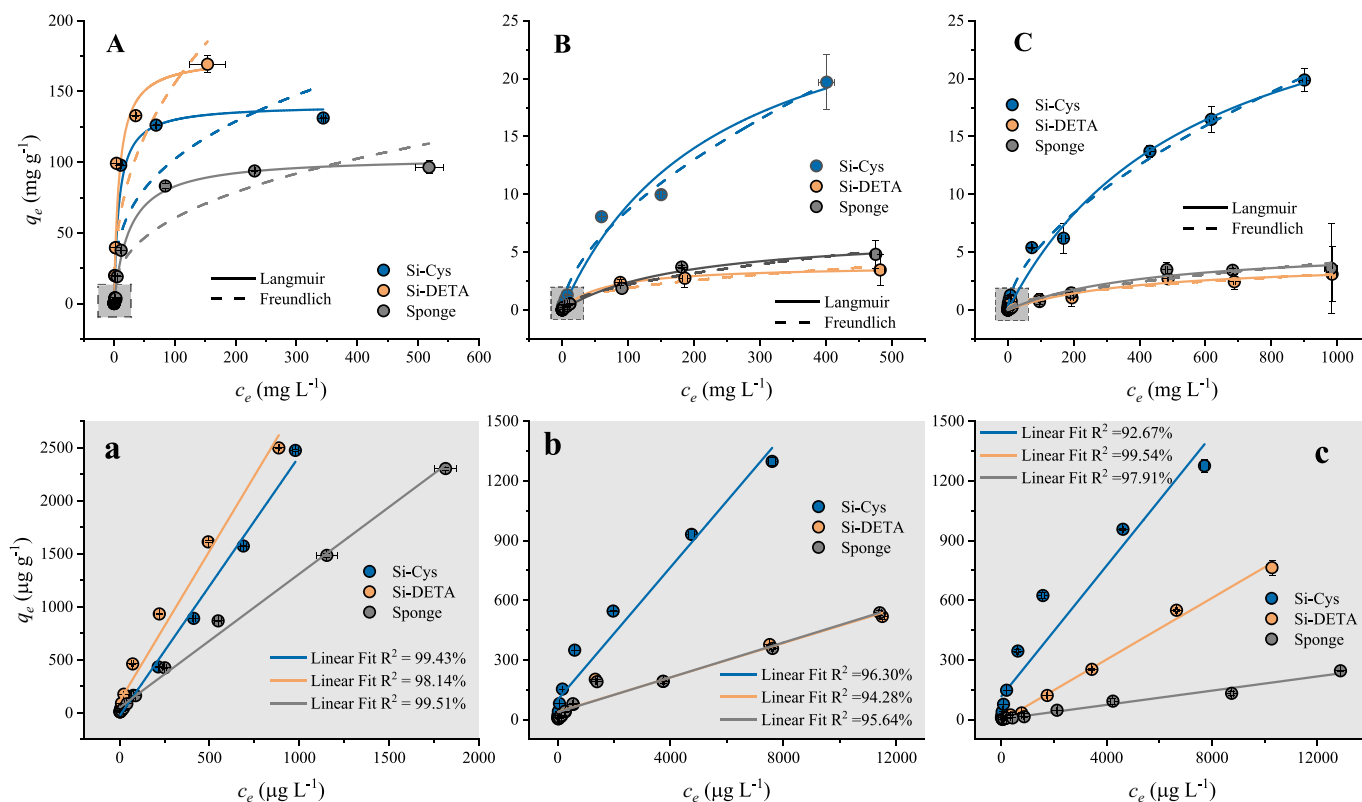 A
q_e (mg g⁻¹)
200
150
100
50
0
Langmuir
Freundlich
Si-Cys
Si-DETA
Sponge
0 100 200 300 400 500 600
c_e (mg L⁻¹)
B
25
20
15
10
5
0
Si-Cys
Si-DETA
Sponge
Langmuir
Freundlich
0 100 200 300 400 500
c_e (mg L⁻¹)
C
25
20
15
10
5
0
Si-Cys
Si-DETA
Sponge
Langmuir
Freundlich
0 200 400 600 800 1000
c_e (mg L⁻¹)
a
q_e (μg g⁻¹)
2500
2000
1500
1000
500
0
Si-Cys
Si-DETA
Sponge
Linear Fit R² = 99.43%
Linear Fit R² = 98.14%
Linear Fit R² = 99.51%
0 500 1000 1500 2000
c_e (μg L⁻¹)
b
1500
1200
900
600
300
0
Si-Cys
Si-DETA
Sponge
Linear Fit R² =96.30%
Linear Fit R² =94.28%
Linear Fit R² =95.64%
0 4000 8000 12000
c_e (μg L⁻¹)
c
1500
1200
900
600
300
0
Linear Fit R² =92.67%
Linear Fit R² =99.54%
Linear Fit R² =97.91%
Si-Cys
Si-DETA
Sponge
0 4000 8000 12000
c_e (μg L⁻¹)